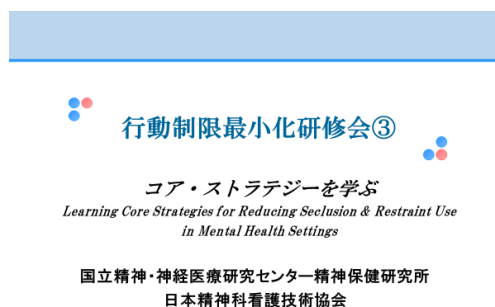 行動制限最小化研修会③
コア・ストラテジーを学ぶ
Learning Core Strategies for Reducing Seclusion & Restraint Use
in Mental Health Settings
国立精神・神経医療研究センター精神保健研究所
日本精神科看護技術協会